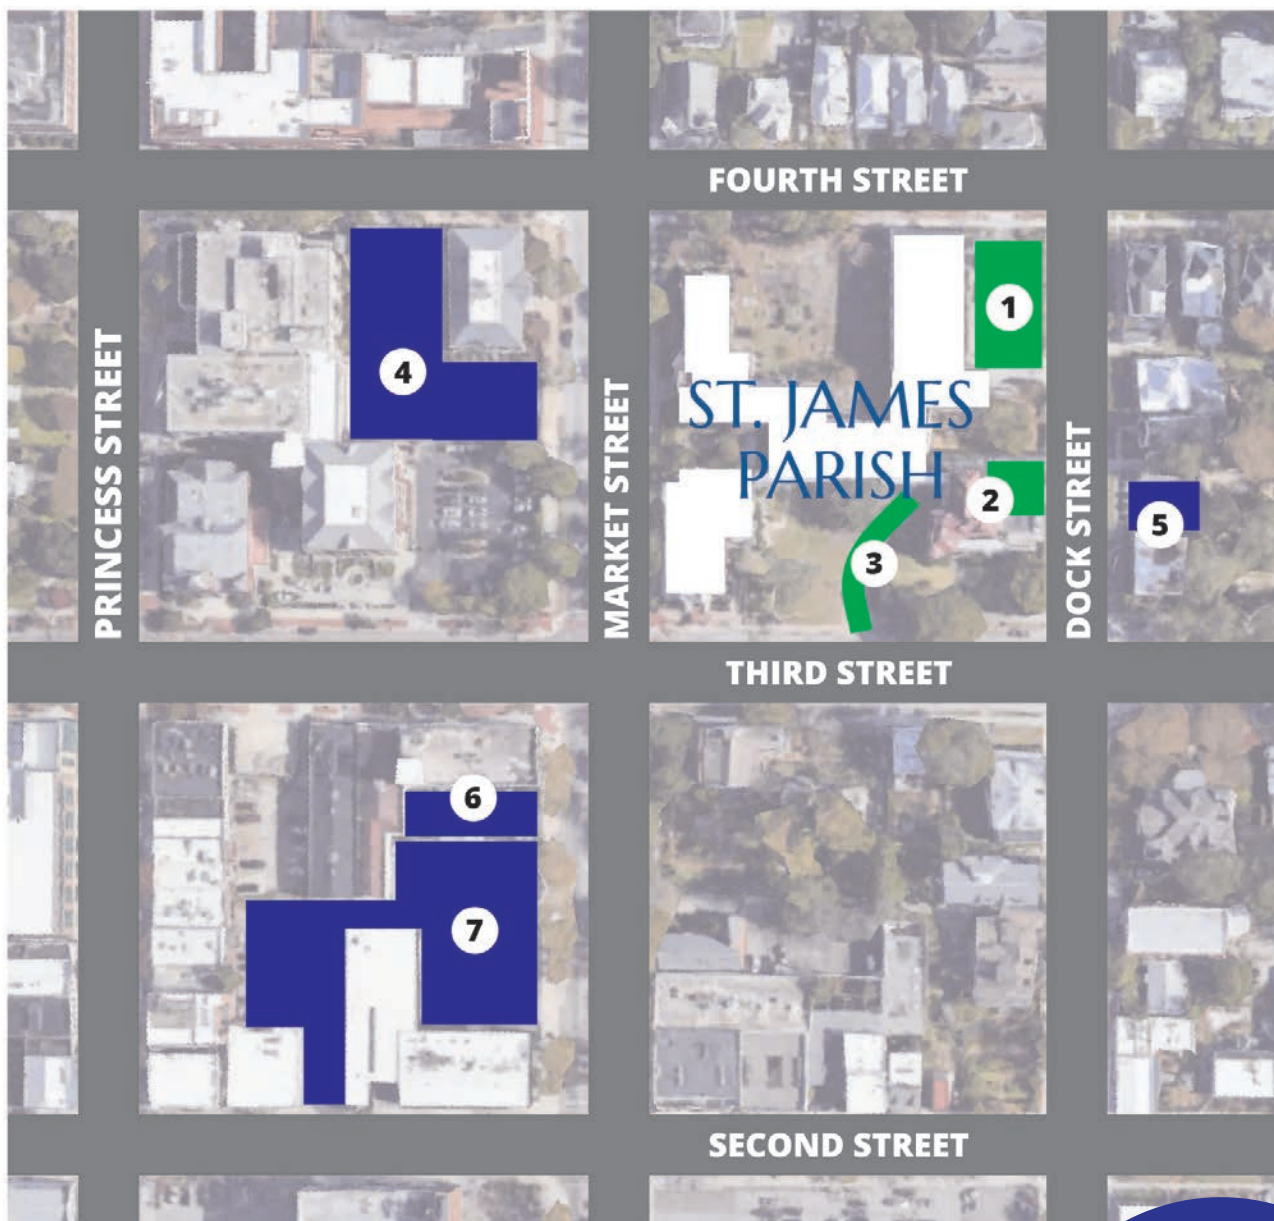 FOURTH STREET
1
4
PRINCESS STREET
MARKET STREET
ST. JAMES
PARISH
DOCK STREET
2
5
3
THIRD STREET
6
7
SECOND STREET